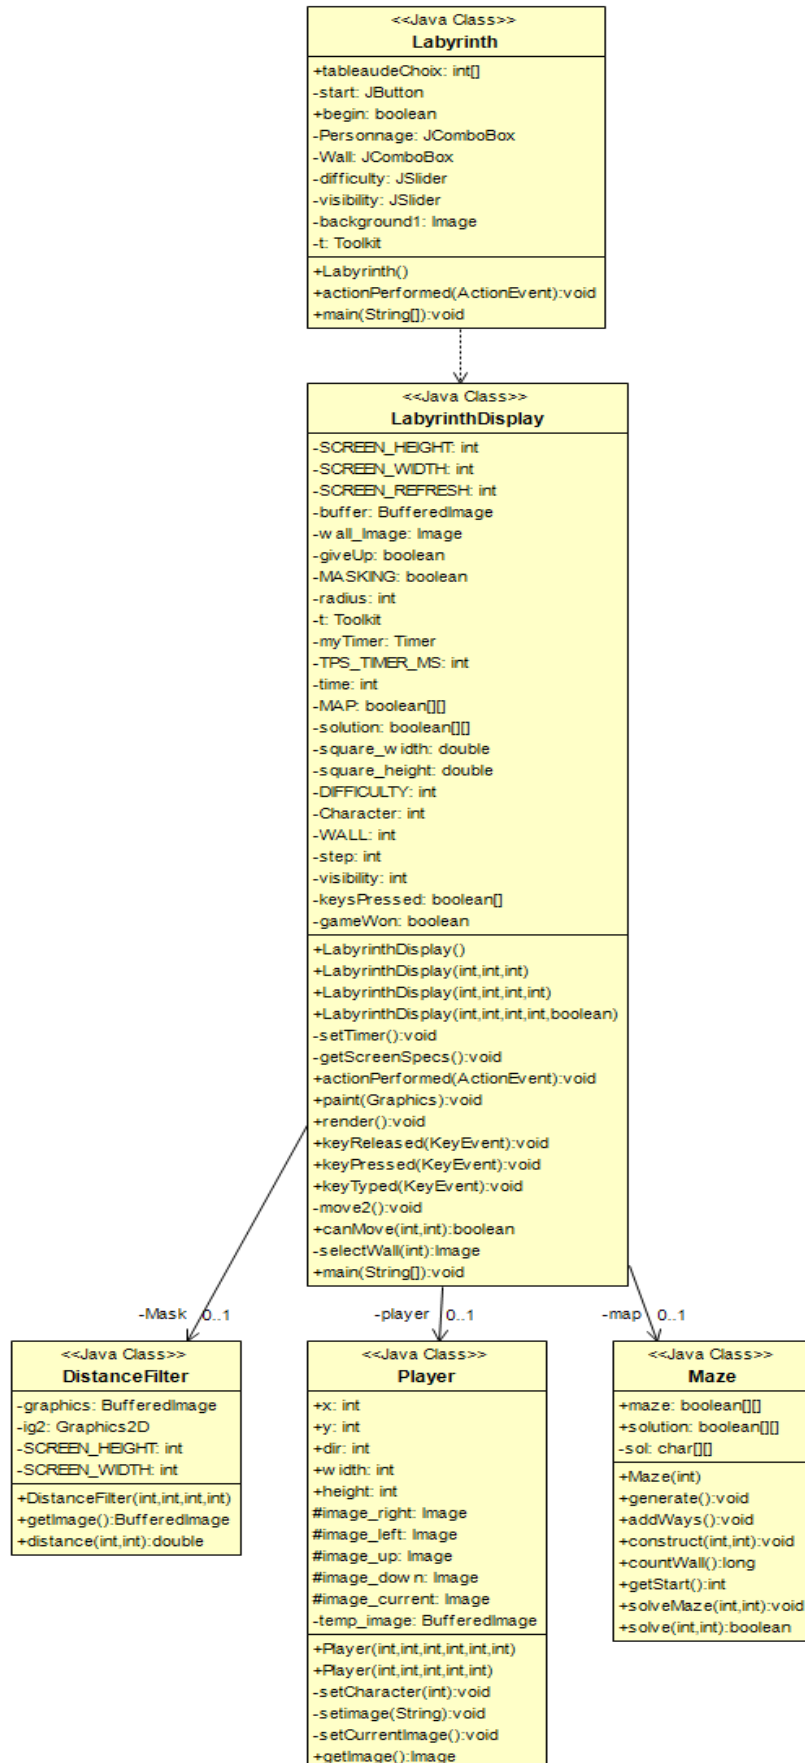 <<Java Class>>
Labyrinth
+tableaudeChoix: int[]
-start: JButton
+begin: boolean
-Personnage: JComboBox
-Wall: JComboBox
-difficulty: JSlider
-visibility: JSlider
-background1: Image
-t: Toolkit
+Labyrinth()
+actionPerformed(ActionEvent):void
+main(String[]):void
<<Java Class>>
LabyrinthDisplay
-SCREEN_HEIGHT: int
-SCREEN_WIDTH: int
-SCREEN_REFRESH: int
-buffer: BufferedImage
-wall_Image: Image
-giveUp: boolean
-MASKING: boolean
-radius: int
-t: Toolkit
-myTimer: Timer
-TPS_TIMER_MS: int
-time: int
-MAP: boolean[][]
-solution: boolean[][]
-square_width: double
-square_height: double
-DIFFICULTY: int
-Character: int
-WALL: int
-step: int
-visibility: int
-keysPressed: boolean[]
-gameWon: boolean
+LabyrinthDisplay()
+LabyrinthDisplay(int,int,int)
+LabyrinthDisplay(int,int,int,int)
+LabyrinthDisplay(int,int,int,int,boolean)
-setTimer():void
-getScreenSpecs():void
+actionPerformed(ActionEvent):void
+paint(Graphics):void
+render():void
+keyReleased(KeyEvent):void
+keyPressed(KeyEvent):void
+keyTyped(KeyEvent):void
-move2():void
+canMove(int,int):boolean
-selectWall(int):Image
+main(String[]):void
-Mask 0..1
-player 0..1
-map 0..1
<<Java Class>>
DistanceFilter
-graphics: BufferedImage
-ig2: Graphics2D
-SCREEN_HEIGHT: int
-SCREEN_WIDTH: int
+DistanceFilter(int,int,int,int)
+getImage():BufferedImage
+distance(int,int):double
<<Java Class>>
Player
+x: int
+y: int
+dir: int
+width: int
+height: int
#image_right: Image
#image_left: Image
#image_up: Image
#image_down: Image
#image_current: Image
-temp_image: BufferedImage
+Player(int,int,int,int,int,int)
+Player(int,int,int,int,int)
-setCharacter(int):void
-setimage(String):void
-setCurrentImage():void
+getImage():Image
<<Java Class>>
Maze
+maze: boolean[][]
+solution: boolean[][]
-sol: char[][]
+Maze(int)
+generate():void
+addWays():void
+construct(int,int):void
+countWall():long
+getStart():int
+solveMaze(int,int):void
+solve(int,int):boolean